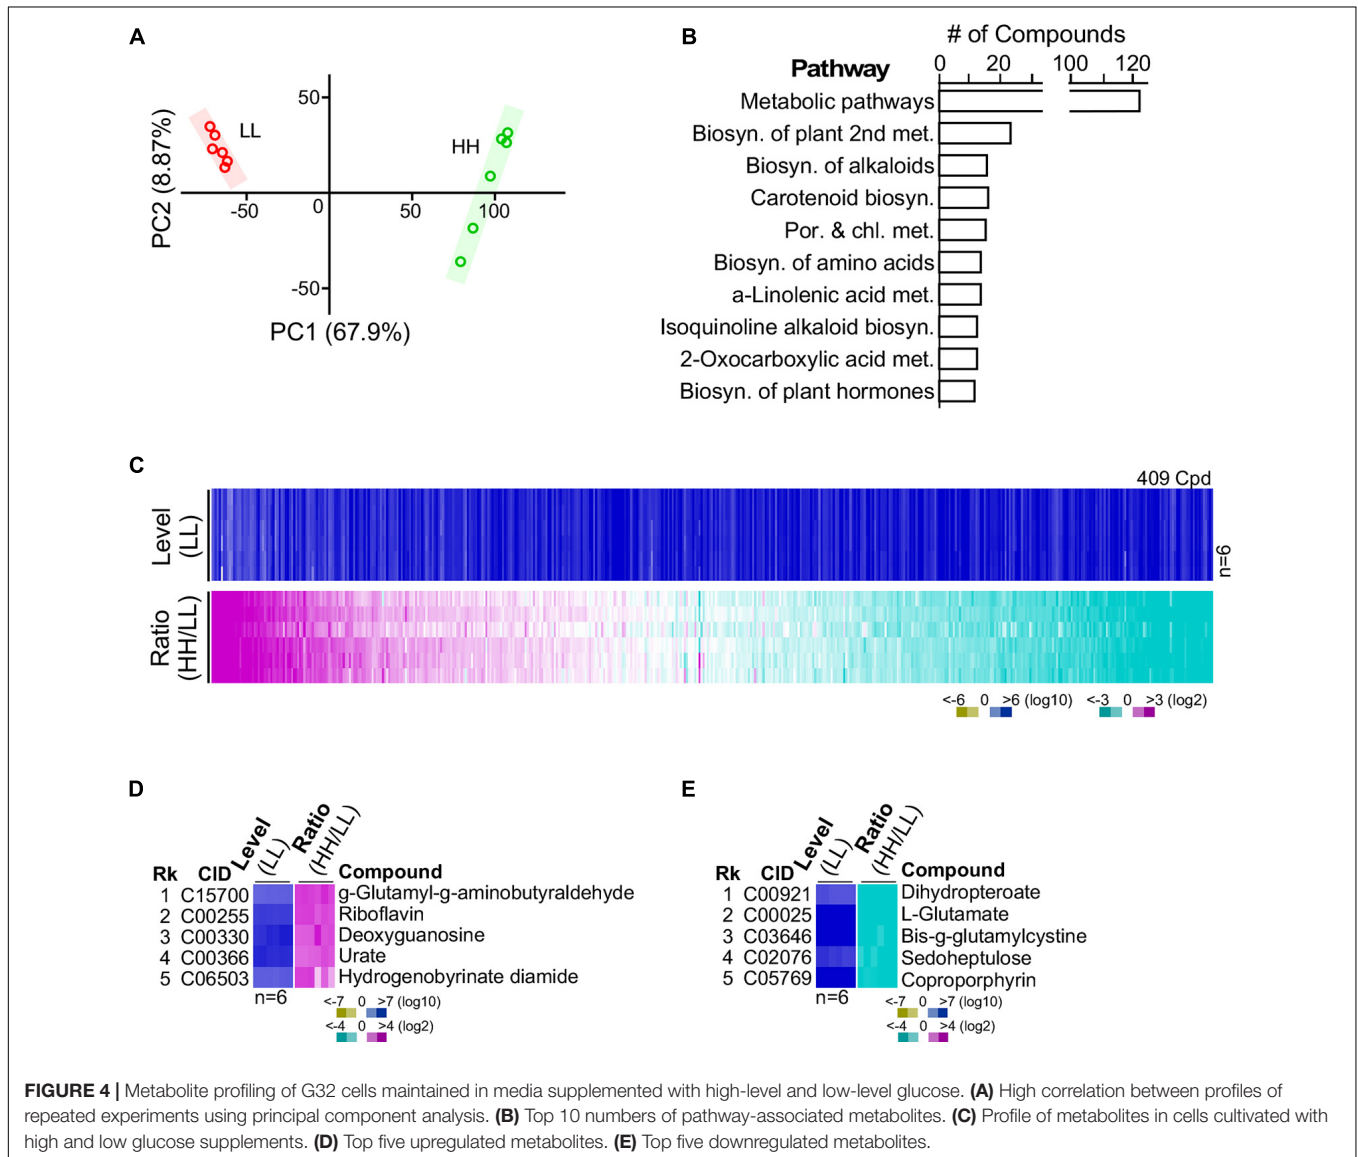 A
50
LL
HH
PC2 (8.87%)
-50
0
50
100
-50
PC1 (67.9%)
B
# of Compounds
Pathway
0 20 100 120
Metabolic pathways
Biosyn. of plant 2nd met.
Biosyn. of alkaloids
Carotenoid biosyn.
Por. & chl. met.
Biosyn. of amino acids
a-Linolenic acid met.
Isoquinoline alkaloid biosyn.
2-Oxocarboxylic acid met.
Biosyn. of plant hormones
C
409 Cpd
Level
(LL)
n=6
Ratio
(HH/LL)
<-6 0 >6 (log10) <-3 0 >3 (log2)
D
Rk CID Level (LL) Ratio (HH/LL) Compound
1 C15700 g-Glutamyl-g-aminobutyraldehyde
2 C00255 Riboflavin
3 C00330 Deoxyguanosine
4 C00366 Urate
5 C06503 Hydrogenobyrinate diamide
n=6
<-7 0 >7 (log10)
<-4 0 >4 (log2)
E
Rk CID Level (LL) Ratio (HH/LL) Compound
1 C00921 Dihydropteroate
2 C00025 L-Glutamate
3 C03646 Bis-g-glutamylcystine
4 C02076 Sedoheptulose
5 C05769 Coproporphyrin
n=6
<-7 0 >7 (log10)
<-4 0 >4 (log2)
FIGURE 4 | Metabolite profiling of G32 cells maintained in media supplemented with high-level and low-level glucose. (A) High correlation between profiles of
repeated experiments using principal component analysis. (B) Top 10 numbers of pathway-associated metabolites. (C) Profile of metabolites in cells cultivated with
high and low glucose supplements. (D) Top five upregulated metabolites. (E) Top five downregulated metabolites.